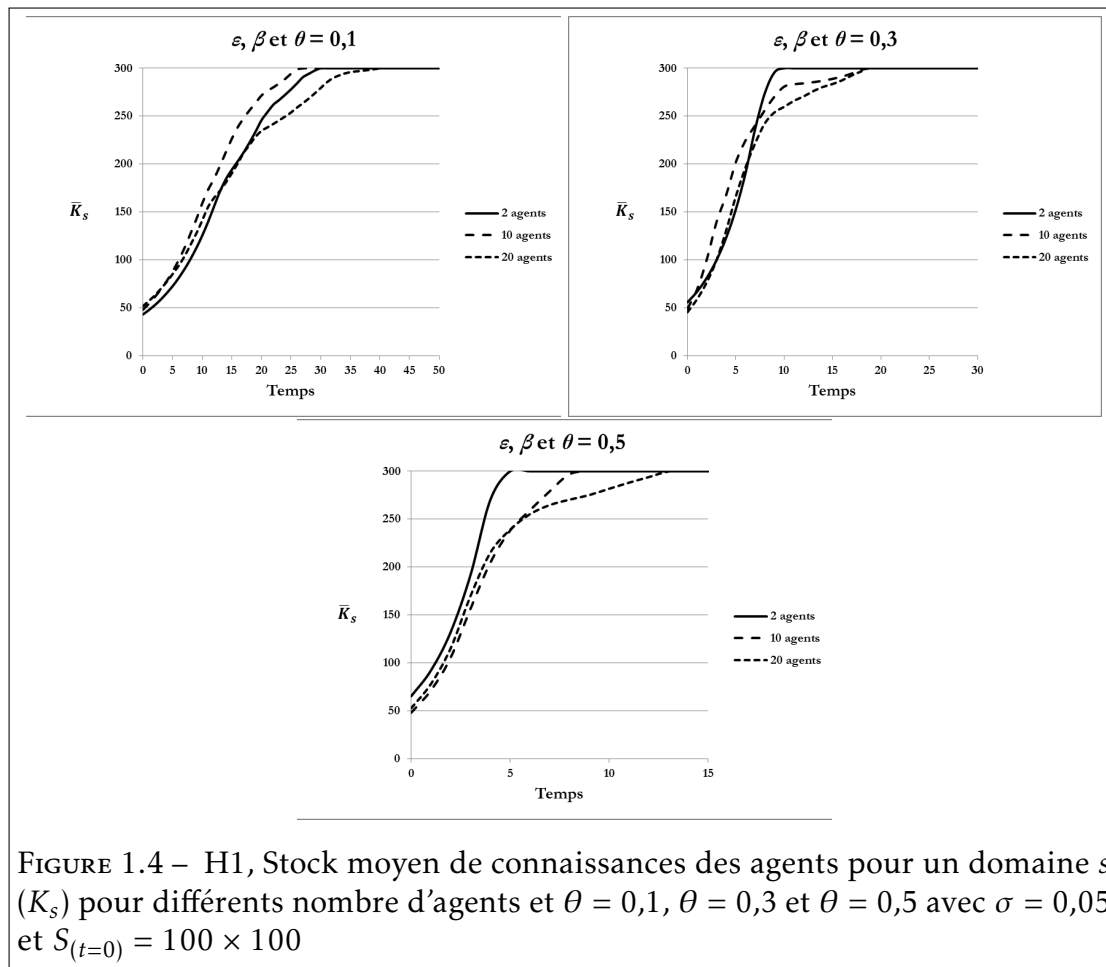 ε, β et θ = 0,1
300
250
200
150
100
50
0
K̄s
0 5 10 15 20 25 30 35 40 45 50
Temps
2 agents
10 agents
20 agents
ε, β et θ = 0,3
300
250
200
150
100
50
0
K̄s
0 5 10 15 20 25 30
Temps
2 agents
10 agents
20 agents
ε, β et θ = 0,5
300
250
200
150
100
50
0
K̄s
0 5 10 15
Temps
2 agents
10 agents
20 agents
FIGURE 1.4 – H1, Stock moyen de connaissances des agents pour un domaine s
(Ks) pour différents nombre d'agents et θ = 0,1, θ = 0,3 et θ = 0,5 avec σ = 0,05
et S(t=0) = 100 × 100